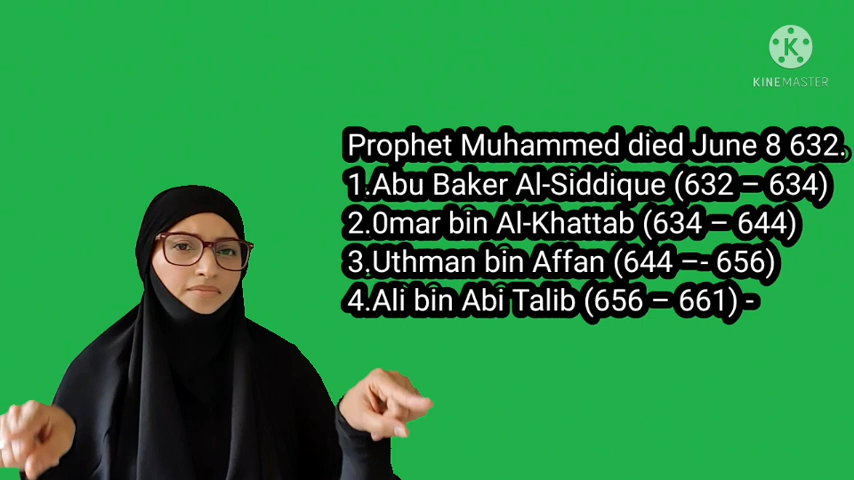 KINEMASTER
Prophet Muhammed died June 8 632.
1.Abu Baker Al-Siddique (632 – 634)
2.0mar bin Al-Khattab (634 – 644)
3.Uthman bin Affan (644 –- 656)
4.Ali bin Abi Talib (656 – 661) -